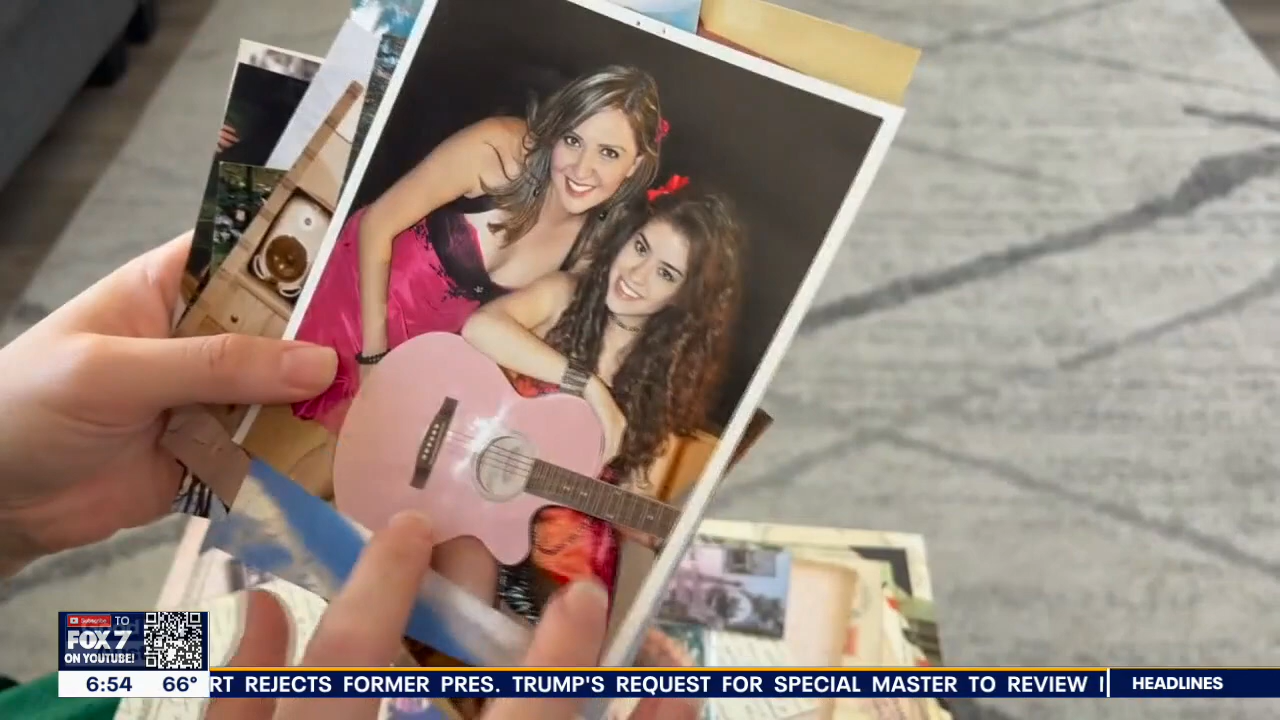 Subscribe TO
FOX 7
ON YOUTUBE!
6:54 66°
RT REJECTS FORMER PRES. TRUMP'S REQUEST FOR SPECIAL MASTER TO REVIEW
HEADLINES